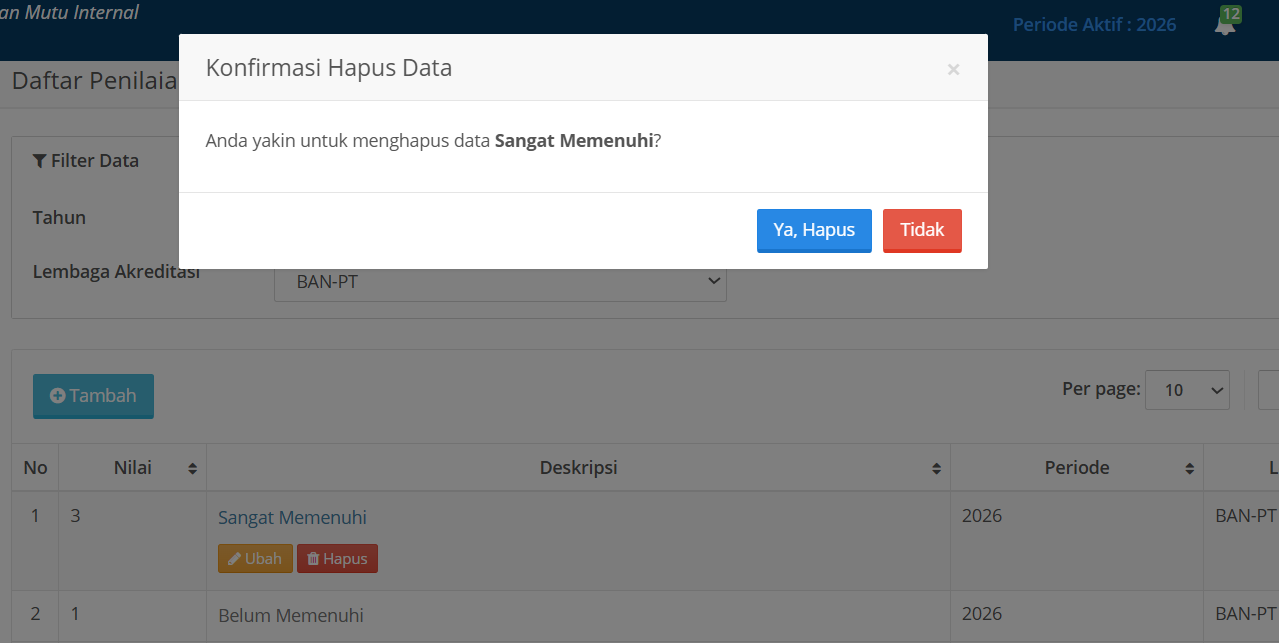 an Mutu Internal
Periode Aktif : 2026
12
Daftar Penilaia
Konfirmasi Hapus Data
×
Anda yakin untuk menghapus data Sangat Memenuhi?
Ya, Hapus
Tidak
Filter Data
Tahun
Lembaga Akreditasi
BAN-PT
Tambah
Per page:
10
No
Nilai
Deskripsi
Periode
L
1
3
Sangat Memenuhi
2026
BAN-PT
Ubah
Hapus
2
1
Belum Memenuhi
2026
BAN-PT